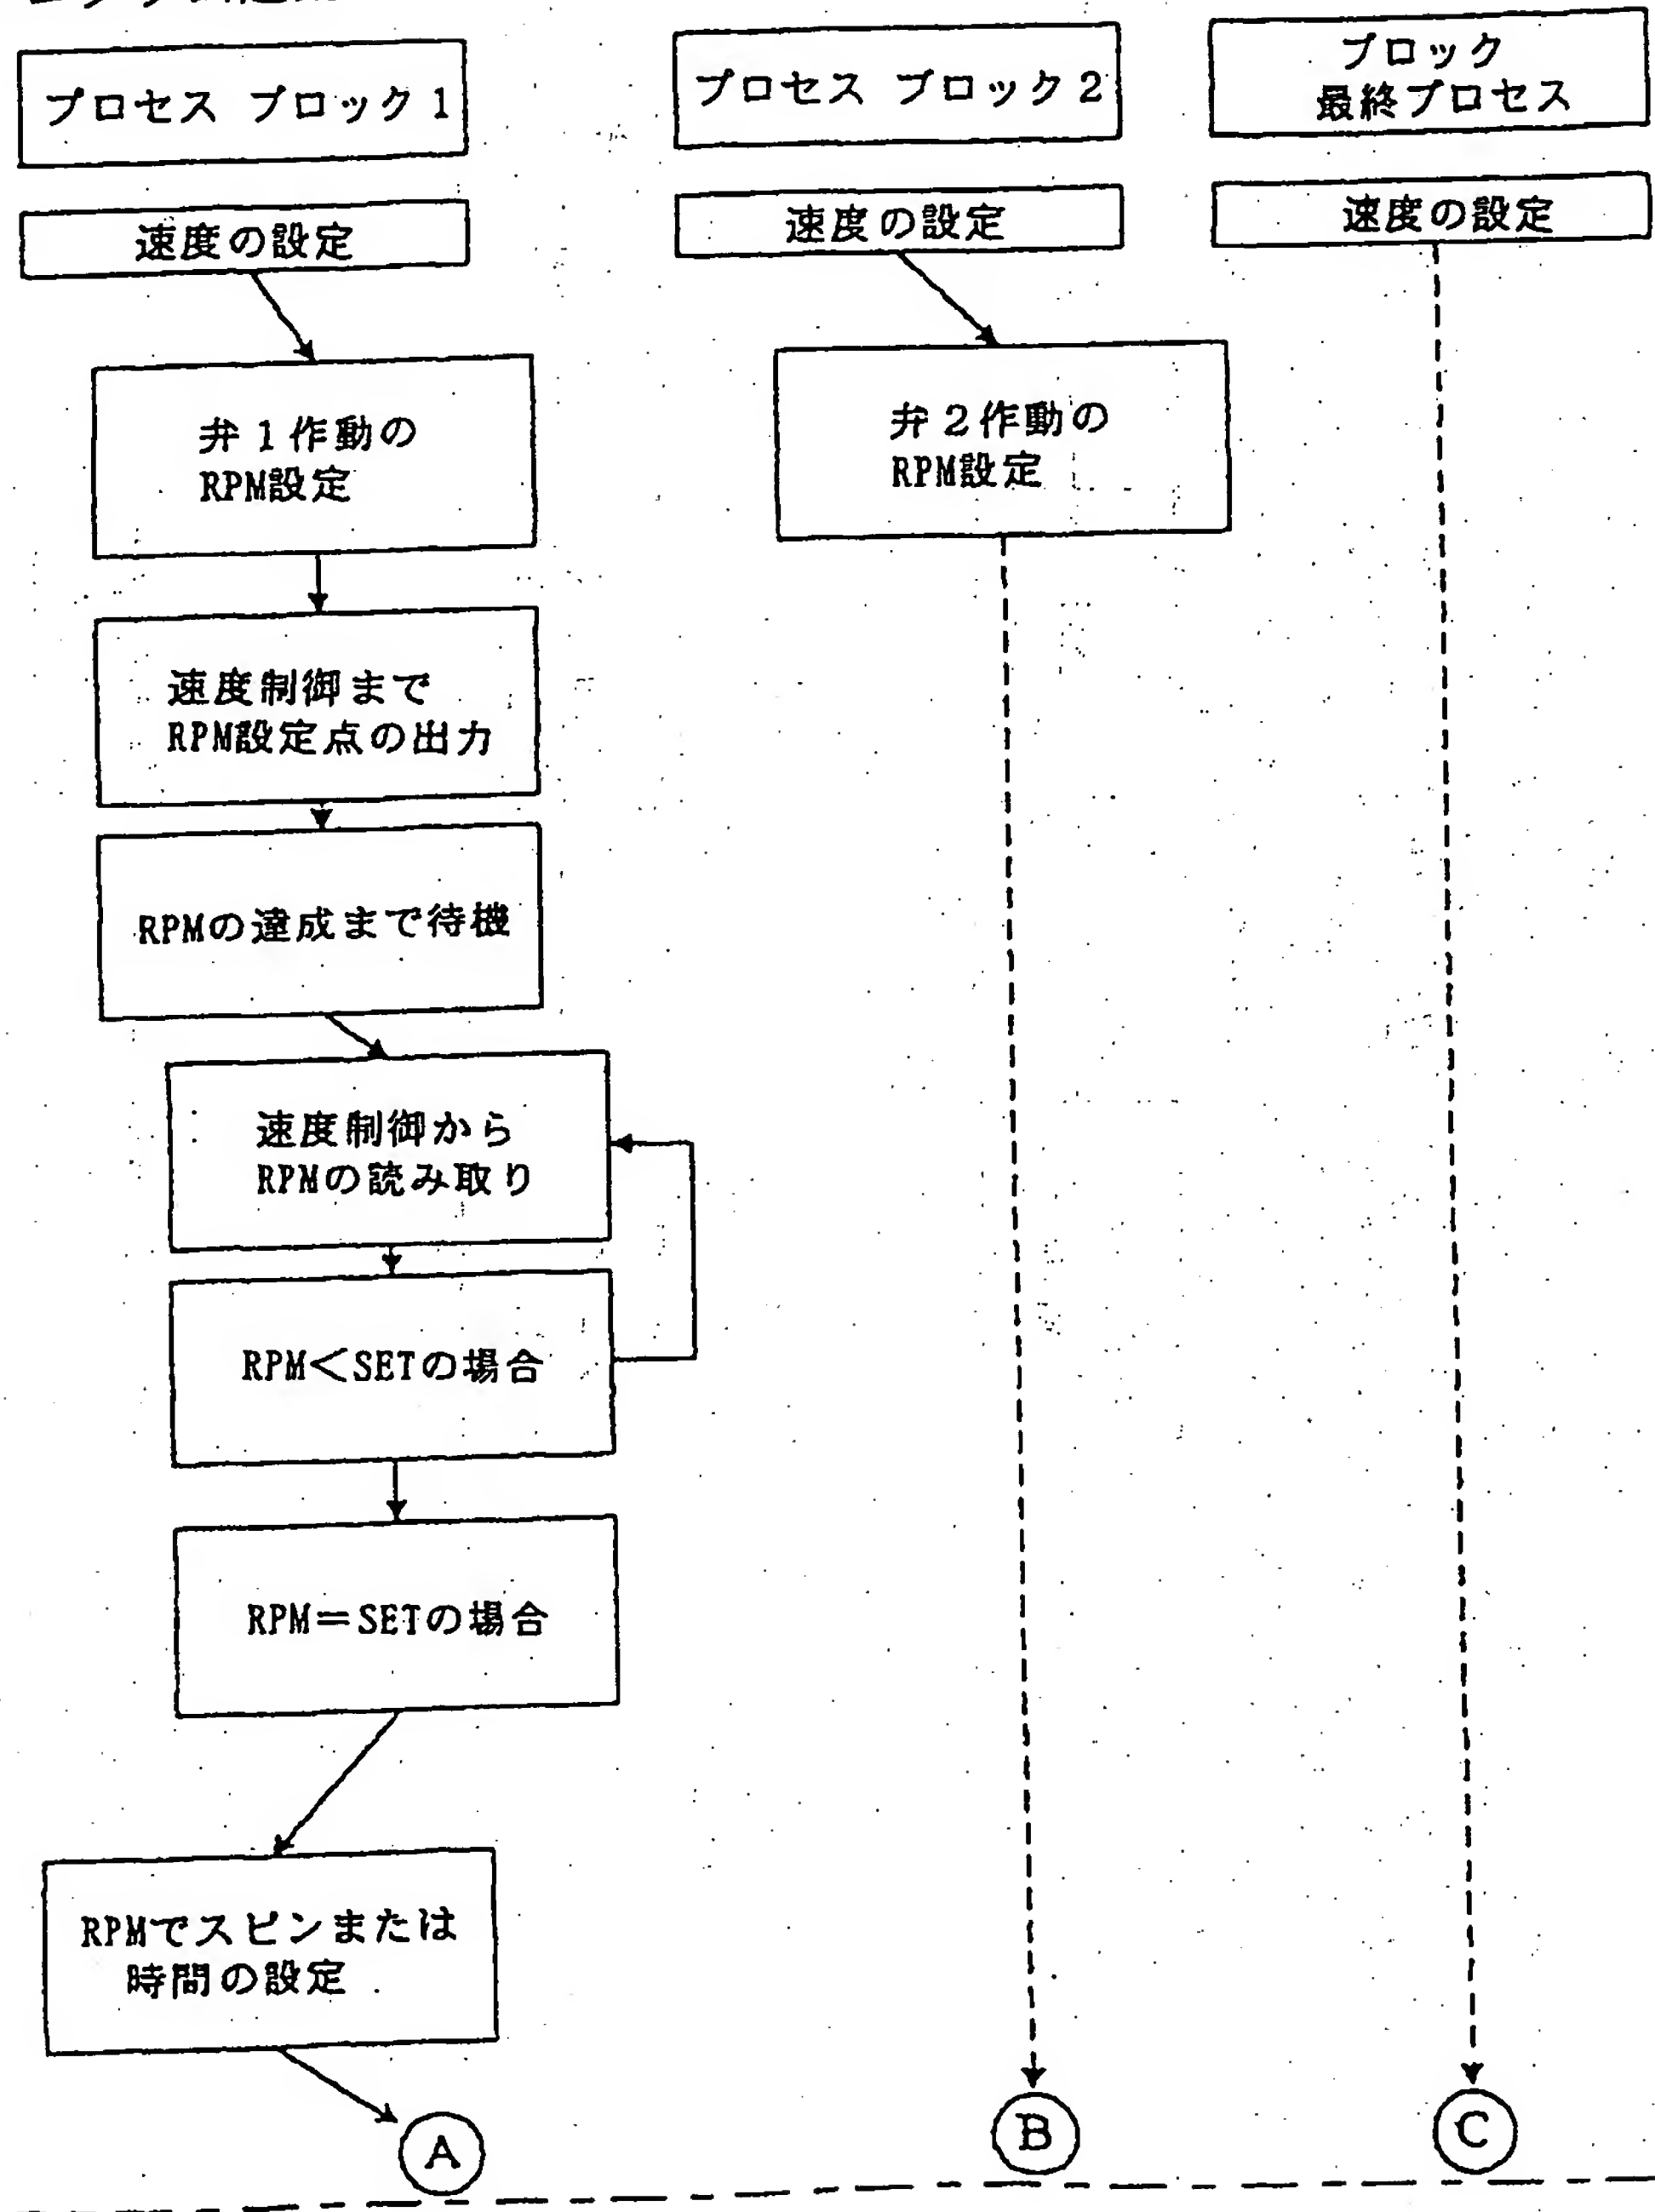 プロセス ブロック1
速度の設定
弁1作動の
RPM設定
速度制御まで
RPM設定点の出力
RPMの達成まで待機
速度制御から
RPMの読み取り
RPM<SETの場合
RPM=SETの場合
RPMでスピンまたは
時間の設定
A
プロセス ブロック2
速度の設定
弁2作動の
RPM設定
B
ブロック
最終プロセス
速度の設定
C